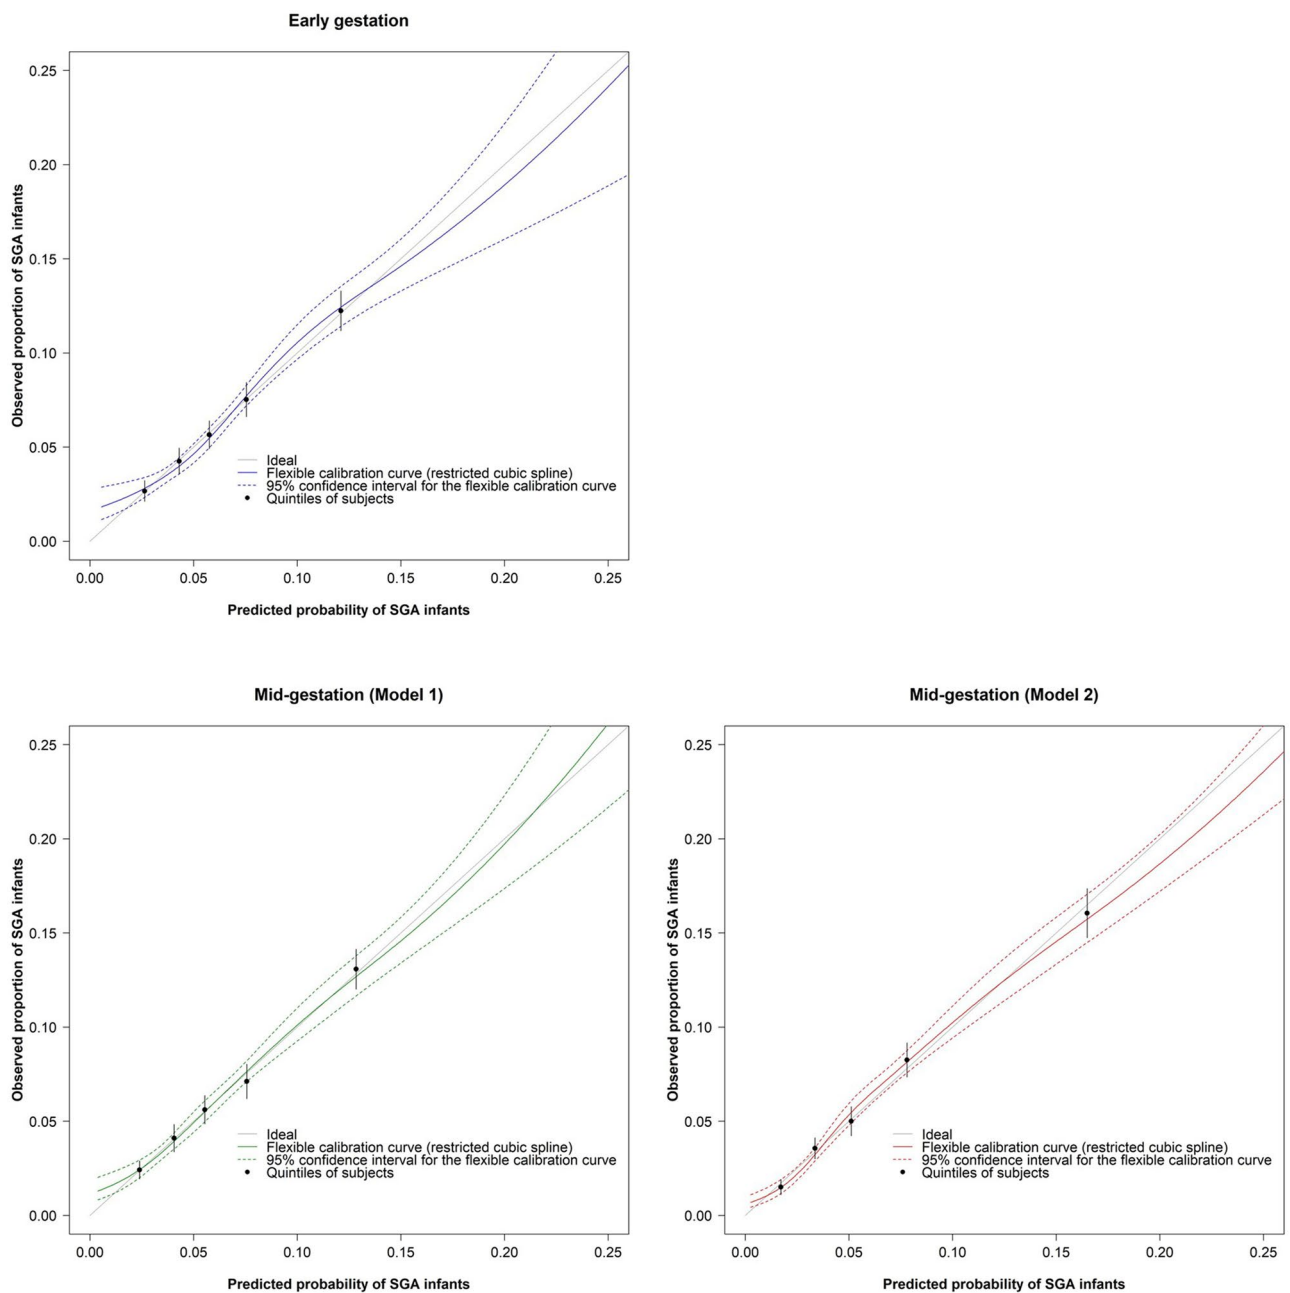 Early gestation
Observed proportion of SGA infants
0.25
0.20
0.15
0.10
0.05
0.00
Ideal
Flexible calibration curve (restricted cubic spline)
95% confidence interval for the flexible calibration curve
Quintiles of subjects
0.00 0.05 0.10 0.15 0.20 0.25
Predicted probability of SGA infants
Mid-gestation (Model 1)
Observed proportion of SGA infants
0.25
0.20
0.15
0.10
0.05
0.00
Ideal
Flexible calibration curve (restricted cubic spline)
95% confidence interval for the flexible calibration curve
Quintiles of subjects
0.00 0.05 0.10 0.15 0.20 0.25
Predicted probability of SGA infants
Mid-gestation (Model 2)
Observed proportion of SGA infants
0.25
0.20
0.15
0.10
0.05
0.00
Ideal
Flexible calibration curve (restricted cubic spline)
95% confidence interval for the flexible calibration curve
Quintiles of subjects
0.00 0.05 0.10 0.15 0.20 0.25
Predicted probability of SGA infants